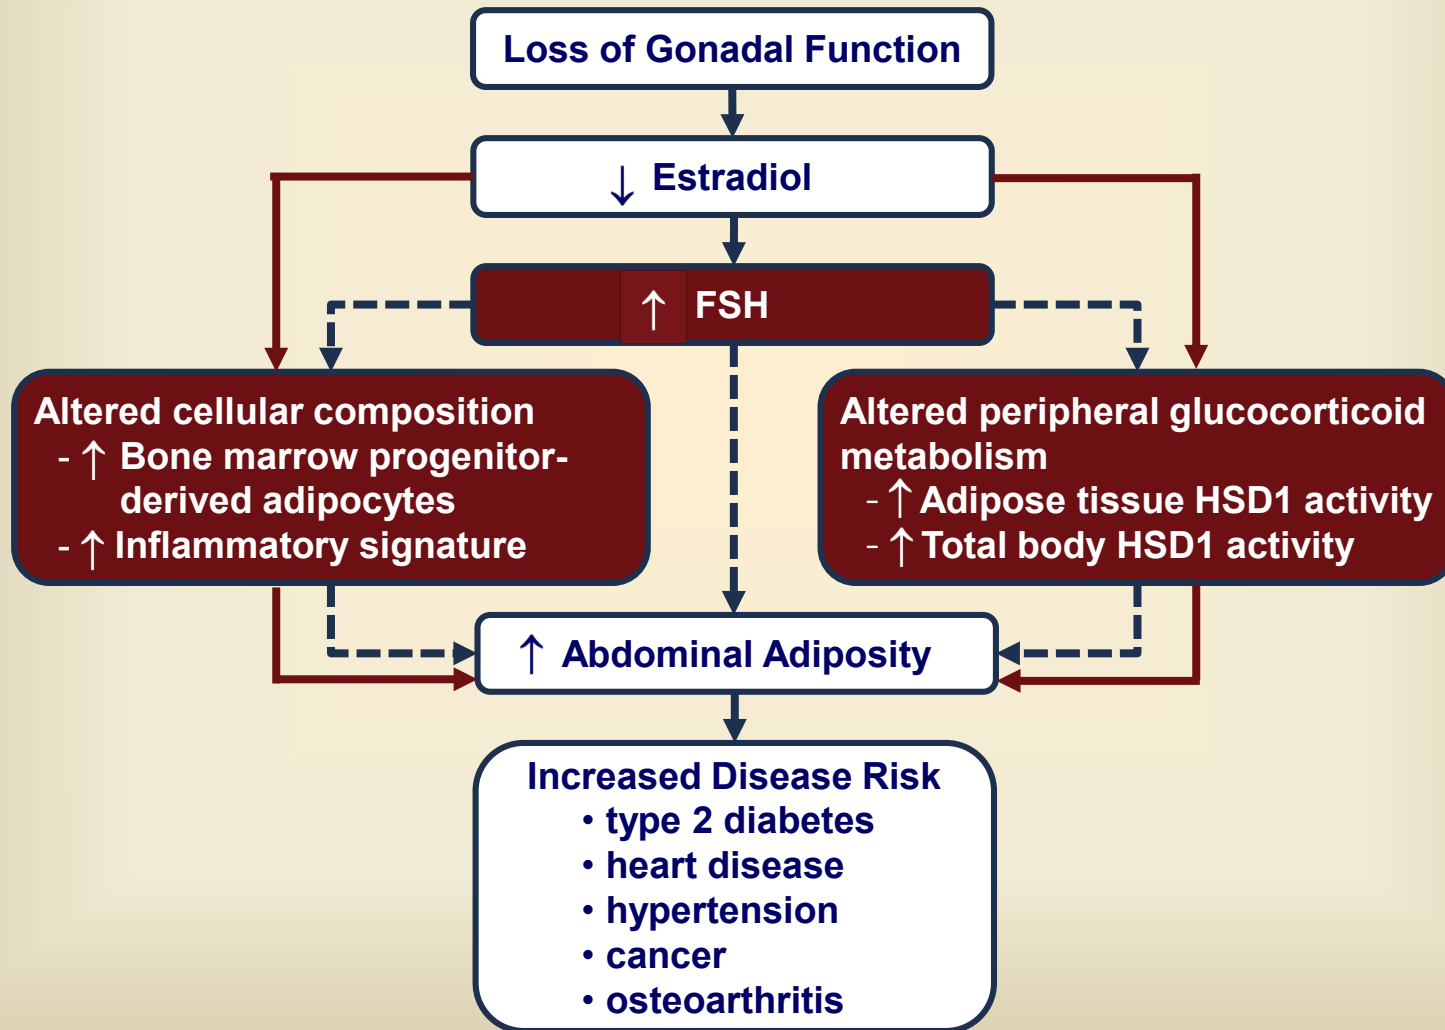 Loss of Gonadal Function
↓ Estradiol
↑ FSH
Altered cellular composition
- ↑ Bone marrow progenitor-
derived adipocytes
- ↑ Inflammatory signature
Altered peripheral glucocorticoid
metabolism
- ↑ Adipose tissue HSD1 activity
- ↑ Total body HSD1 activity
↑ Abdominal Adiposity
Increased Disease Risk
• type 2 diabetes
• heart disease
• hypertension
• cancer
• osteoarthritis